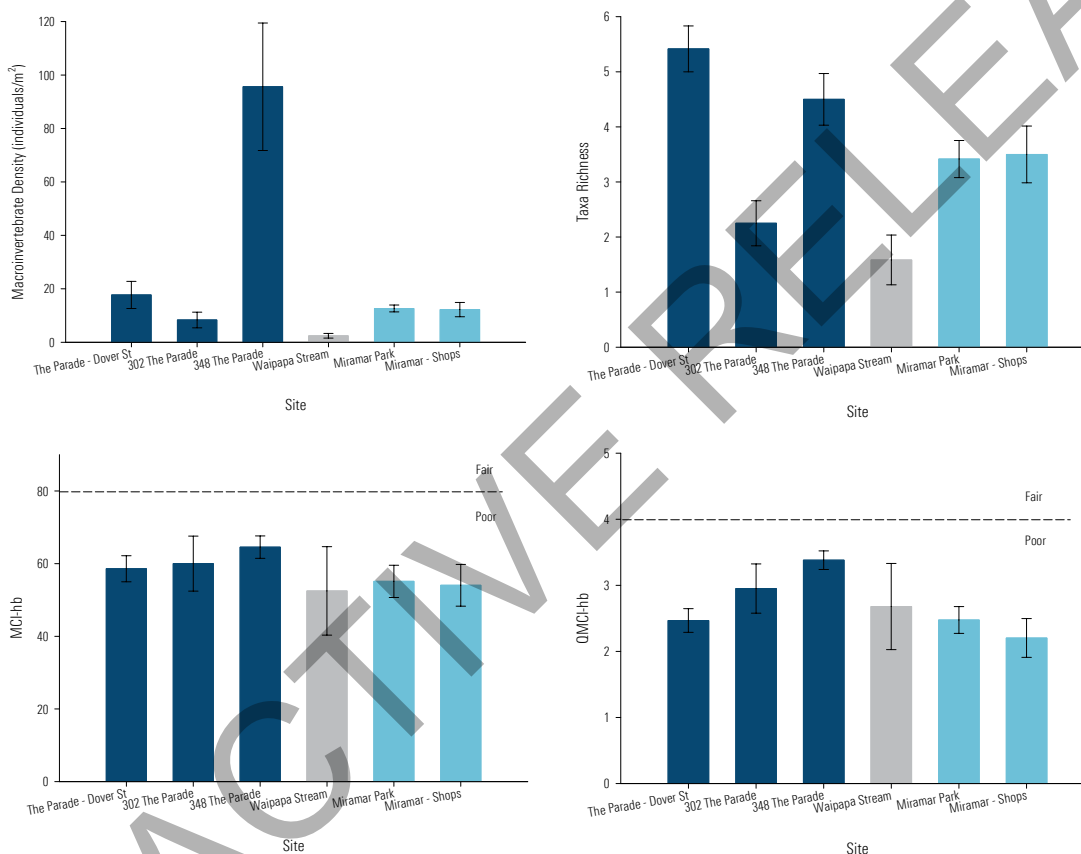 Macroinvertebrate Density (individuals/m²)
120
100
80
60
40
20
0
The Parade - Dover St
302 The Parade
348 The Parade
Waipapa Stream
Miramar Park
Miramar - Shops
Site
Taxa Richness
6
5
4
3
2
1
0
The Parade - Dover St
302 The Parade
348 The Parade
Waipapa Stream
Miramar Park
Miramar - Shops
Site
MCI-hb
80
60
40
20
0
Fair
Poor
The Parade - Dover St
302 The Parade
348 The Parade
Waipapa Stream
Miramar Park
Miramar - Shops
Site
QMCI-hb
5
4
3
2
1
0
Fair
Poor
The Parade - Dover St
302 The Parade
348 The Parade
Waipapa Stream
Miramar Park
Miramar - Shops
Site
ACTIVE RELEA